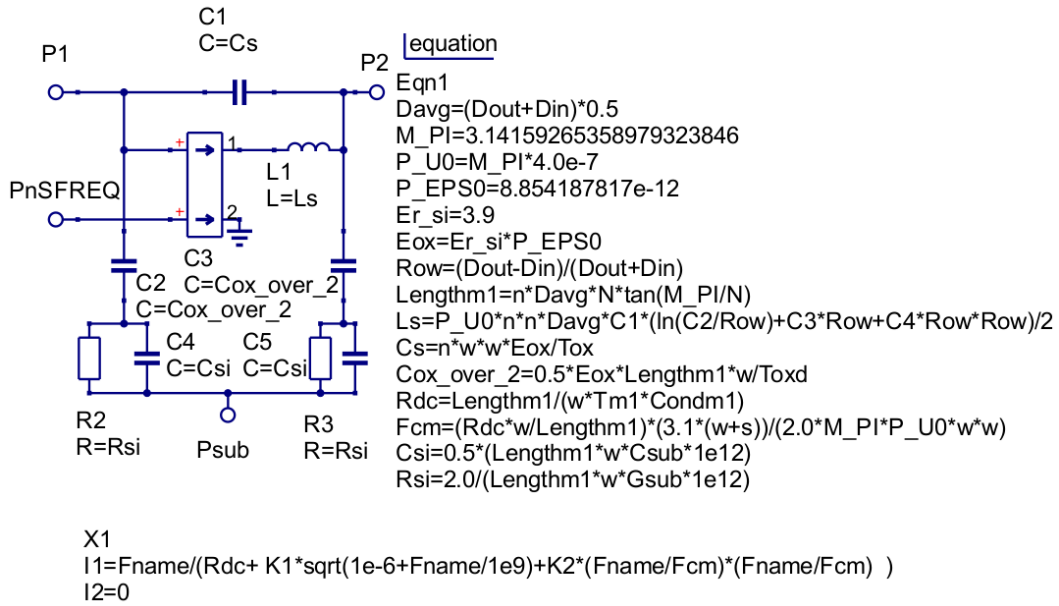 C1
C=Cs
P1
P2
PnSFREQ
+
1
+
2
L1
L=Ls
C3
C=Cox_over_2
C2
C=Cox_over_2
C4
C=Csi
C5
C=Csi
R2
R=Rsi
Psub
R3
R=Rsi
equation
Eqn1
Davg=(Dout+Din)*0.5
M_PI=3.14159265358979323846
P_U0=M_PI*4.0e-7
P_EPS0=8.854187817e-12
Er_si=3.9
Eox=Er_si*P_EPS0
Row=(Dout-Din)/(Dout+Din)
Lengthm1=n*Davg*N*tan(M_PI/N)
Ls=P_U0*n*n*Davg*C1*(ln(C2/Row)+C3*Row+C4*Row*Row)/2
Cs=n*w*w*Eox/Tox
Cox_over_2=0.5*Eox*Lengthm1*w/Toxd
Rdc=Lengthm1/(w*Tm1*Condm1)
Fcm=(Rdc*w/Lengthm1)*(3.1*(w+s))/(2.0*M_PI*P_U0*w*w)
Csi=0.5*(Lengthm1*w*Csub*1e12)
Rsi=2.0/(Lengthm1*w*Gsub*1e12)
X1
I1=Fname/(Rdc+ K1*sqrt(1e-6+Fname/1e9)+K2*(Fname/Fcm)*(Fname/Fcm)  )
I2=0